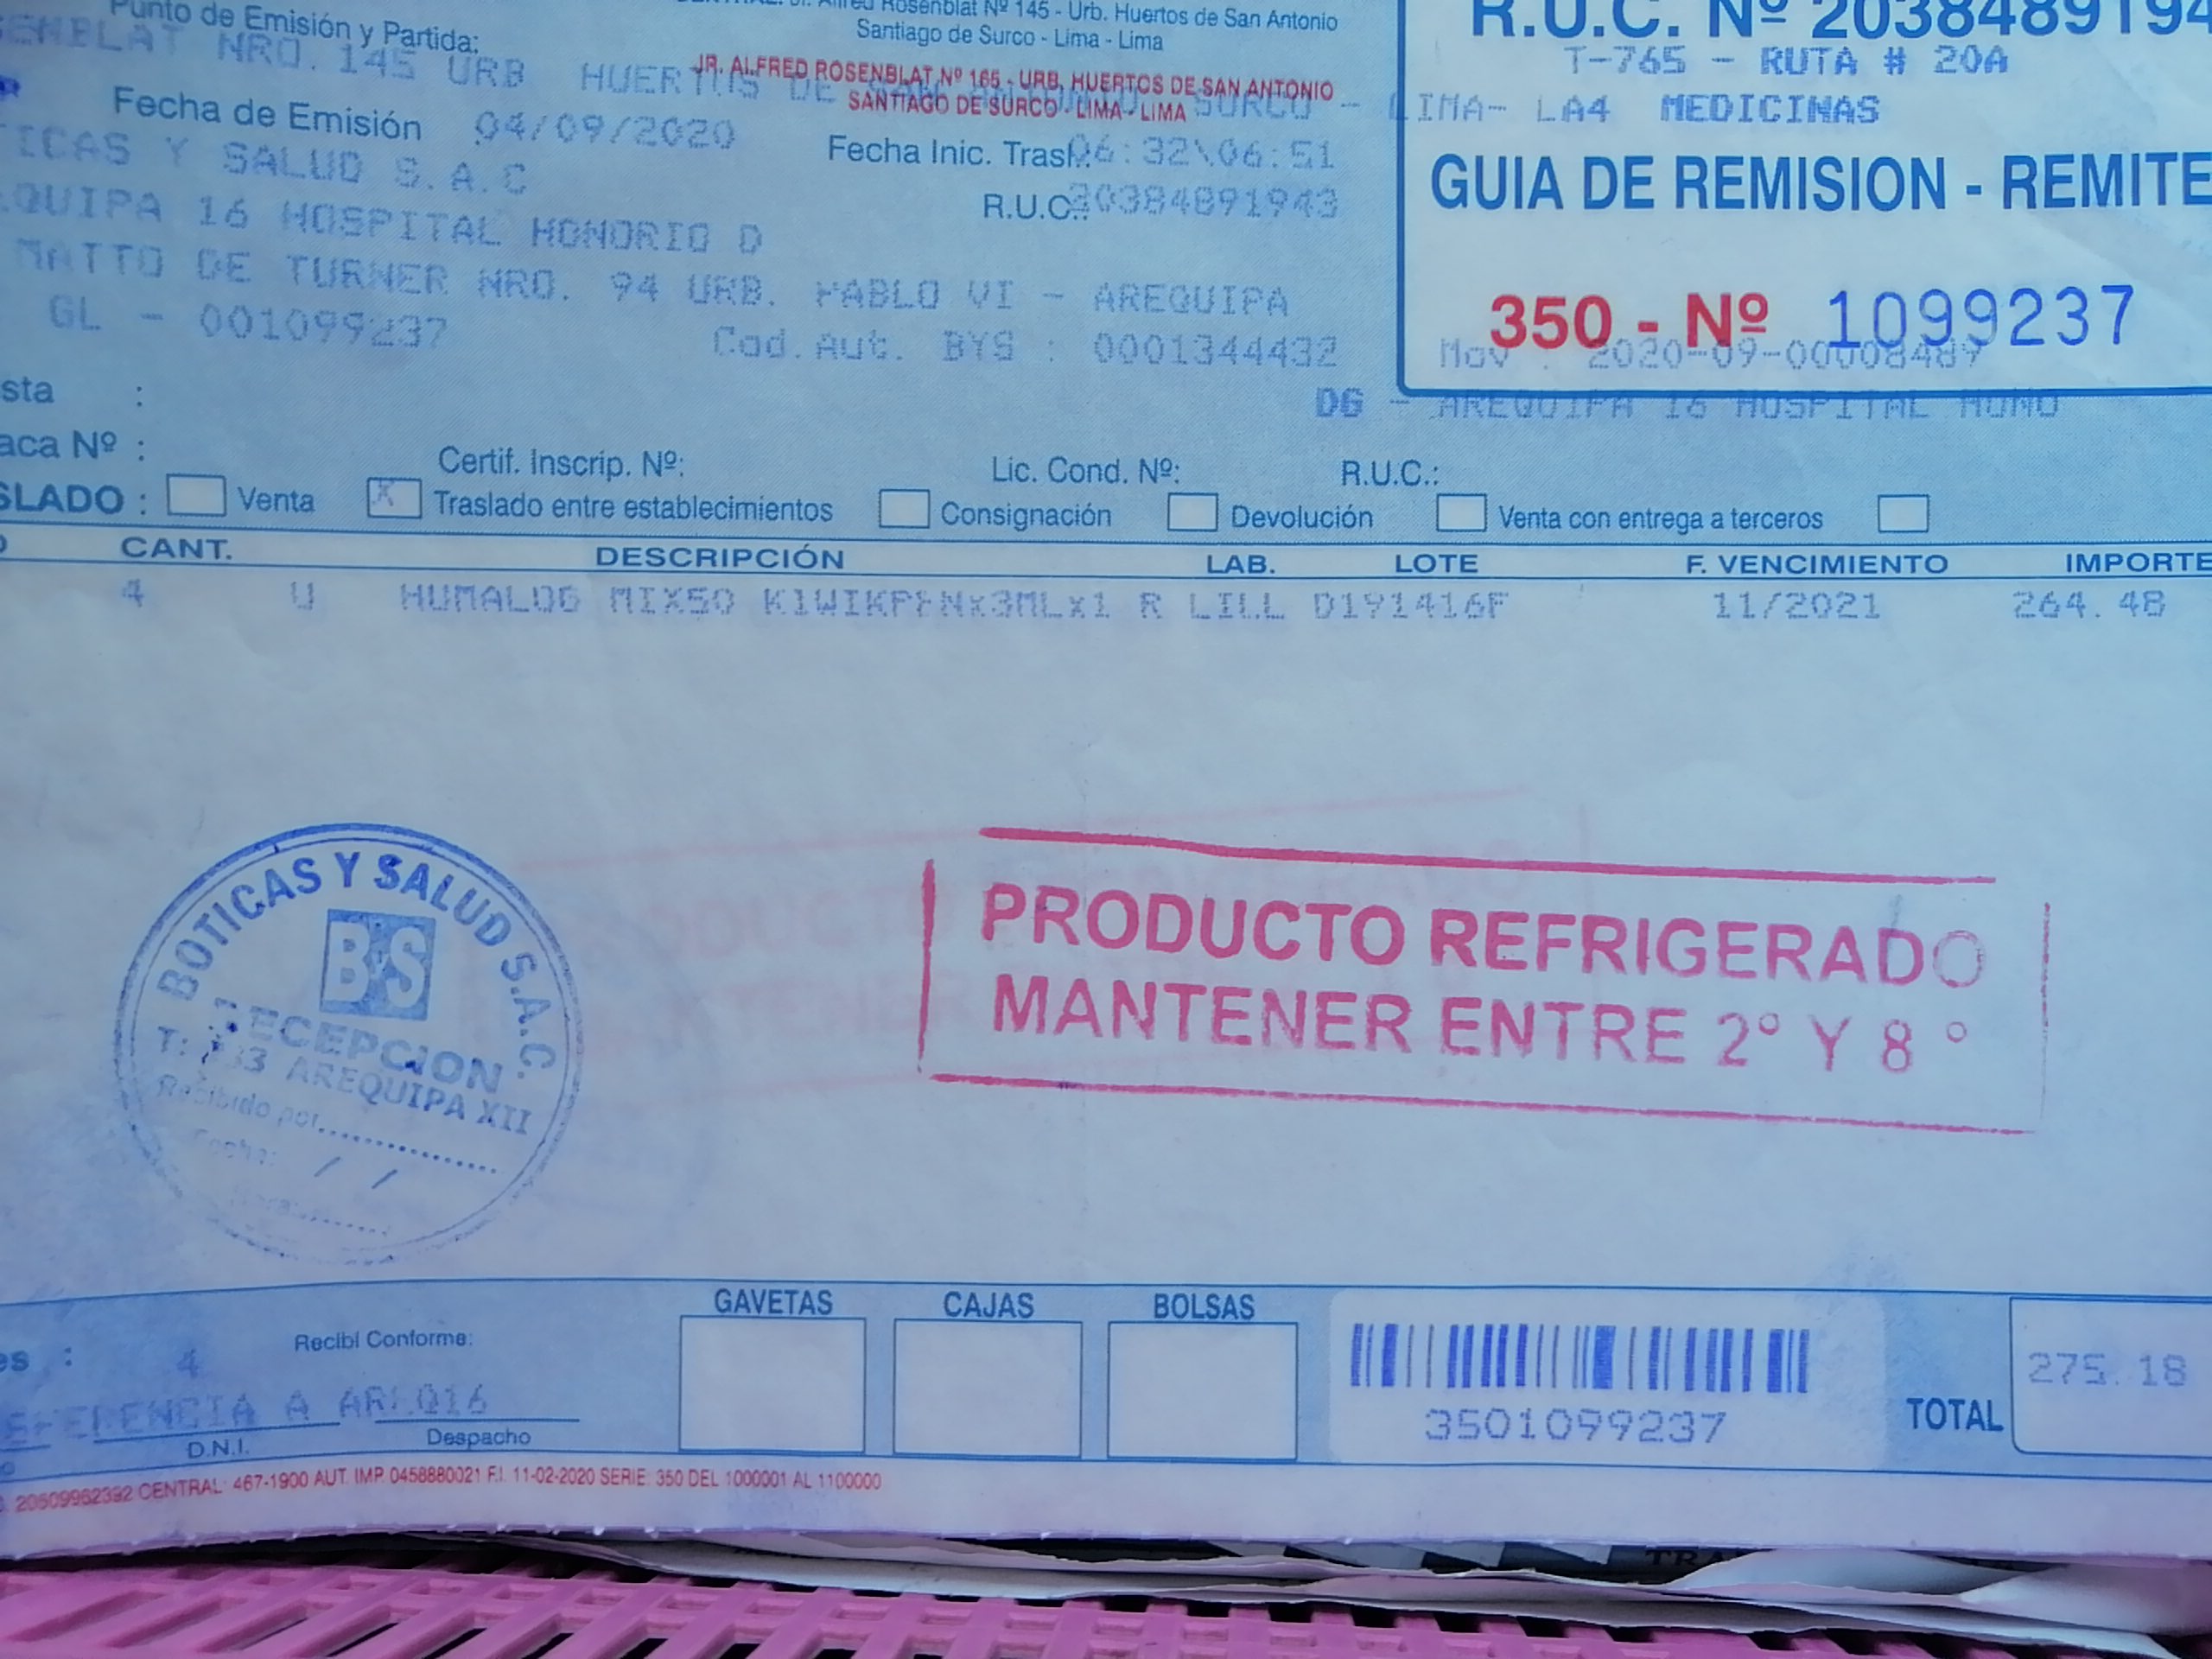 Punto de Emisión y Partida:
Rosenblat Nº 145 - Urb. Huertos de San Antonio
Santiago de Surco - Lima - Lima
R.U.C. Nº 2038489194
NRO. 145 URB HUERTOS DE SURCO - LIMA- LA4 MEDICINAS
T-765 - RUTA # 20A
JR. ALFRED ROSENBLAT Nº 165 - URB. HUERTOS DE SAN ANTONIO
SANTIAGO DE SURCO - LIMA - LIMA
Fecha de Emisión 04/09/2020
Fecha Inic. Trasl.: 06:32\06:51
GUIA DE REMISION - REMITE
TICAS Y SALUD S.A.C
R.U.C.: 20384891943
EQUIPA 16 HOSPITAL HONORIO D
MATTO DE TURNER NRO. 94 URB. PABLO VI - AREQUIPA
350 - Nº 1099237
GL - 001099237
Cod.Aut. BYS : 0001344432
Mov . 2020-09-00008489
DG - AREQUIPA 16 HOSPITAL HONO
sta :
aca Nº :
Certif. Inscrip. Nº:
Lic. Cond. Nº:
R.U.C.:
SLADO : Venta X Traslado entre establecimientos Consignación Devolución Venta con entrega a terceros
CANT. DESCRIPCIÓN LAB. LOTE F. VENCIMIENTO IMPORTE
4 U HUMALOG MIX50 KIWIKPENx3MLx1 R LILL D191416F 11/2021 264.48
BOTICAS Y SALUD S.A.C.
BYS
RECEPCION
AREQUIPA XII
Recibido por
Fecha: / /
PRODUCTO REFRIGERADO
MANTENER ENTRE 2° Y 8 °
GAVETAS CAJAS BOLSAS
es : 4
Recibí Conforme:
A
D.N.I.
Despacho
3501099237
TOTAL 275.18
20509962392 CENTRAL: 467-1900 AUT. IMP. 0458880021 F.I. 11-02-2020 SERIE: 350 DEL 1000001 AL 1100000